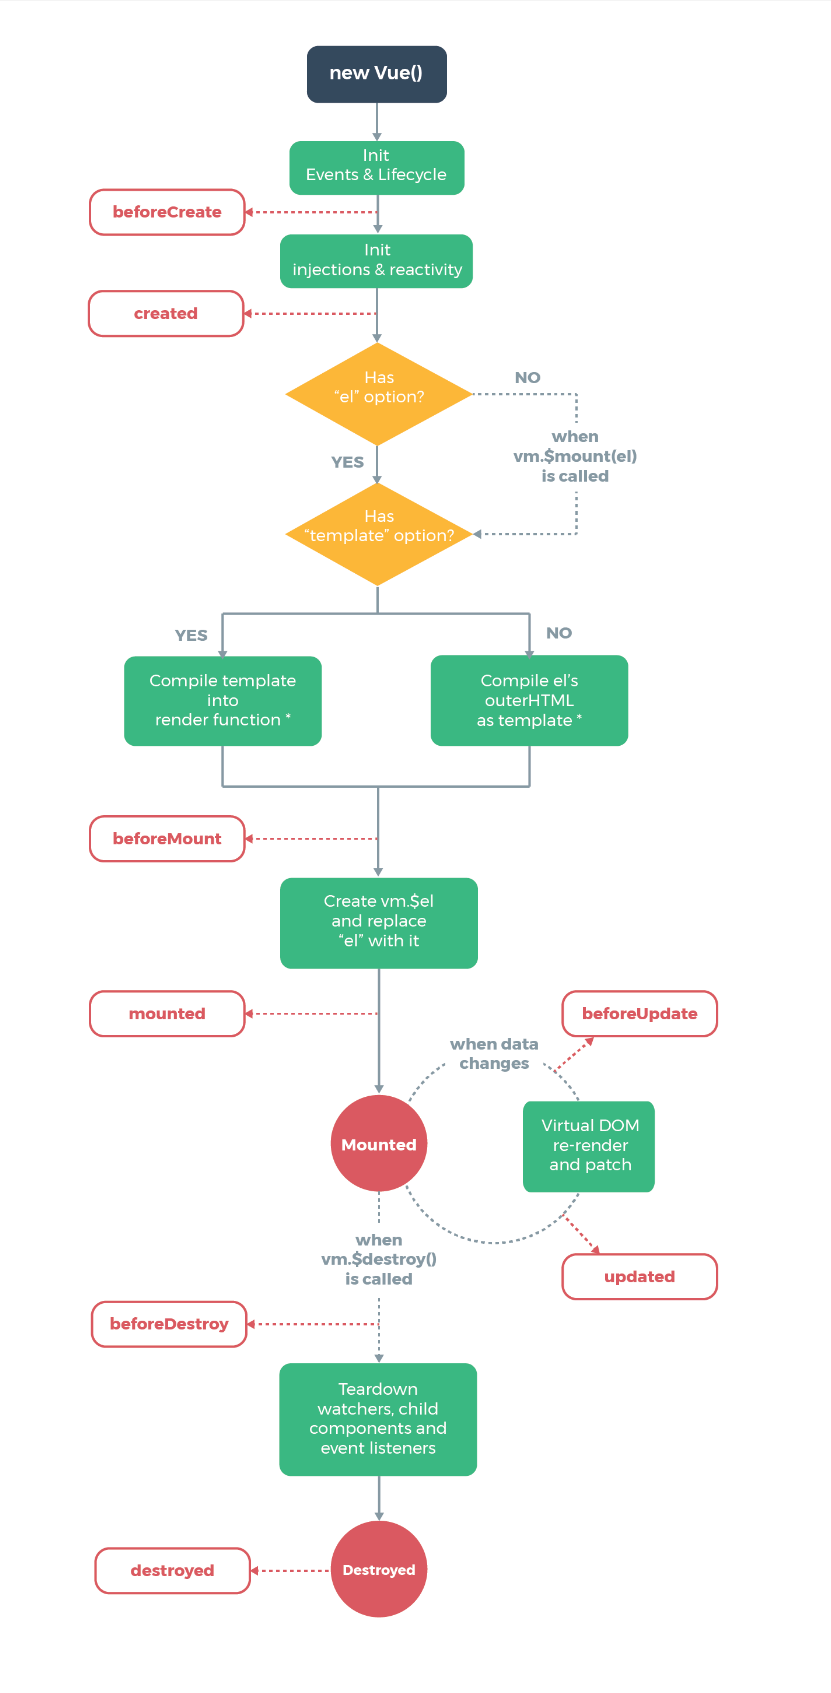 new Vue()
Init
Events & Lifecycle
beforeCreate
Init
injections & reactivity
created
Has
“el” option?
NO
when
vm.$mount(el)
is called
YES
Has
“template” option?
YES
NO
Compile template
into
render function *
Compile el’s
outerHTML
as template *
beforeMount
Create vm.$el
and replace
“el” with it
mounted
beforeUpdate
when data
changes
Mounted
Virtual DOM
re-render
and patch
when
vm.$destroy()
is called
updated
beforeDestroy
Teardown
watchers, child
components and
event listeners
destroyed
Destroyed